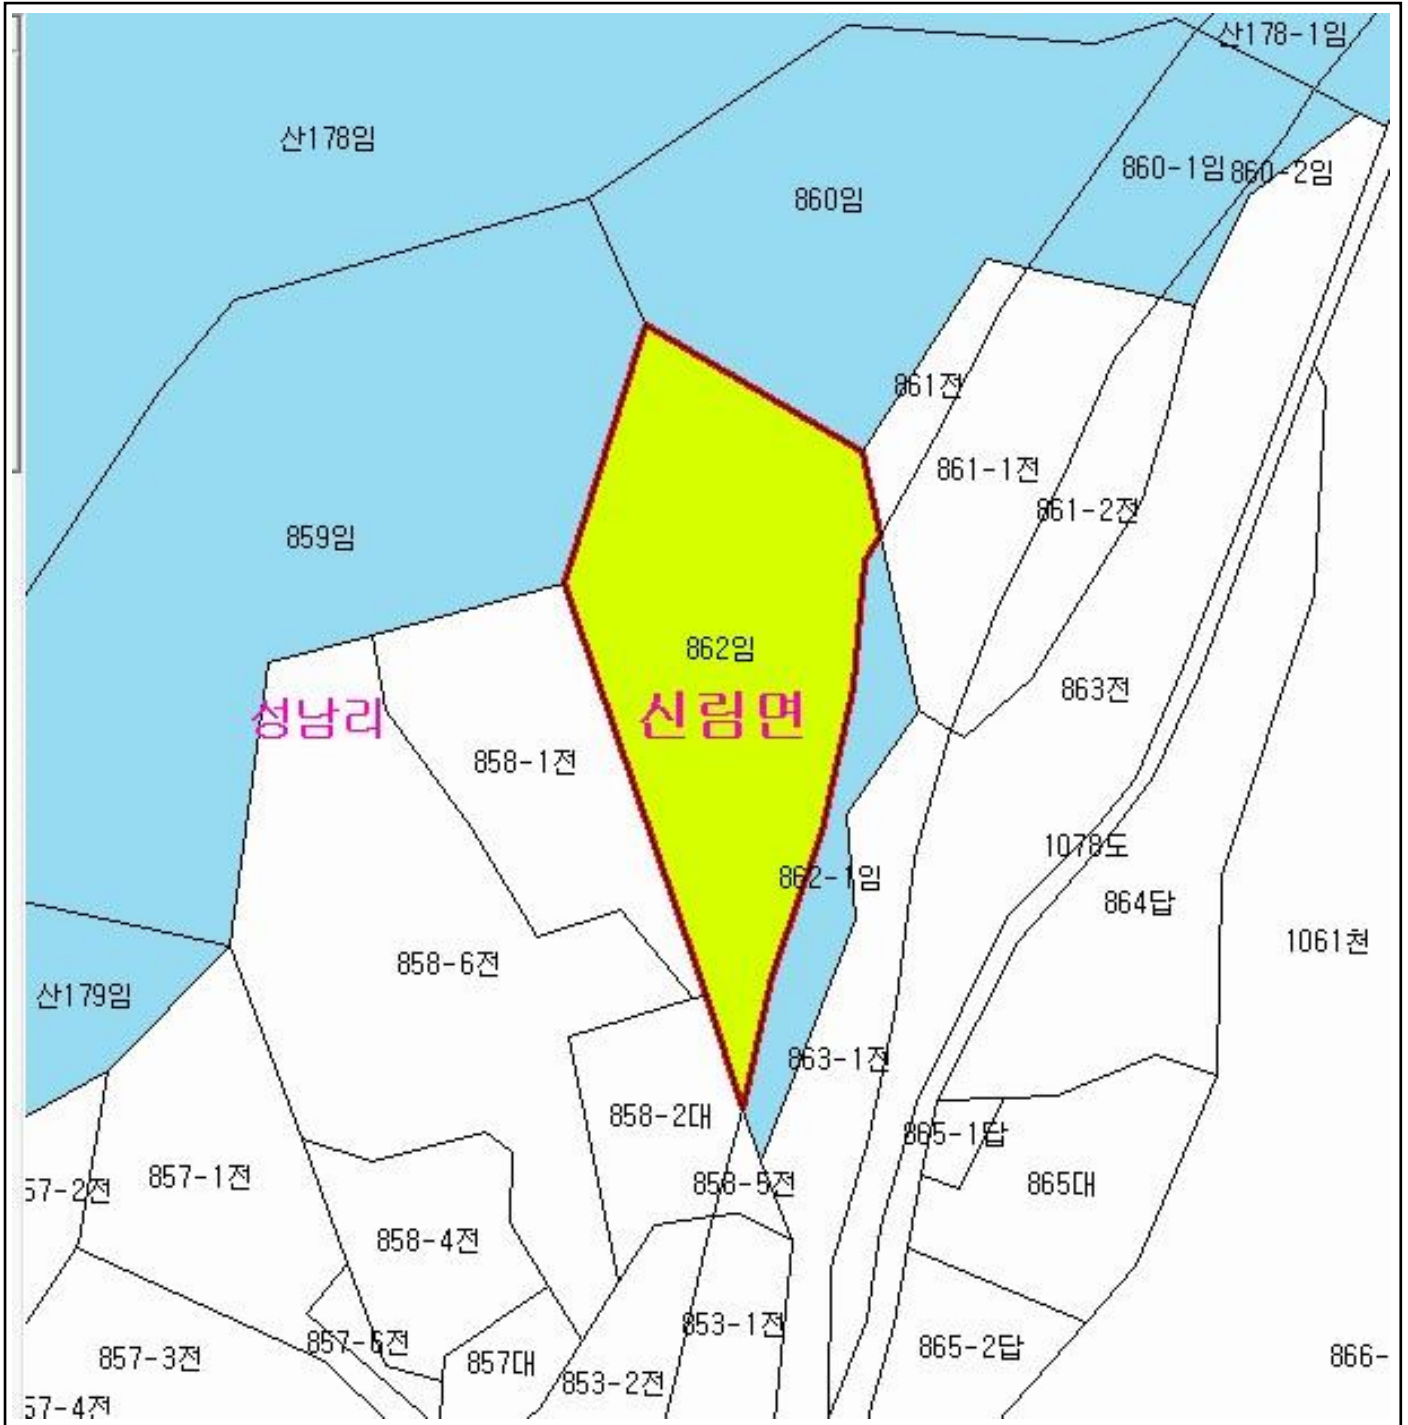 산178-1임
산178임
860-1임
860-2임
860임
861전
861-1전
861-2전
859임
862임
863전
성남리
신림면
858-1전
1078도
862-1임
864답
1061천
858-6전
산179임
863-1전
858-2대
865-1답
857-1전
57-2전
858-5전
865대
858-4전
853-1전
857-6전
865-2답
857-3전
857대
866-
853-2전
57-4전